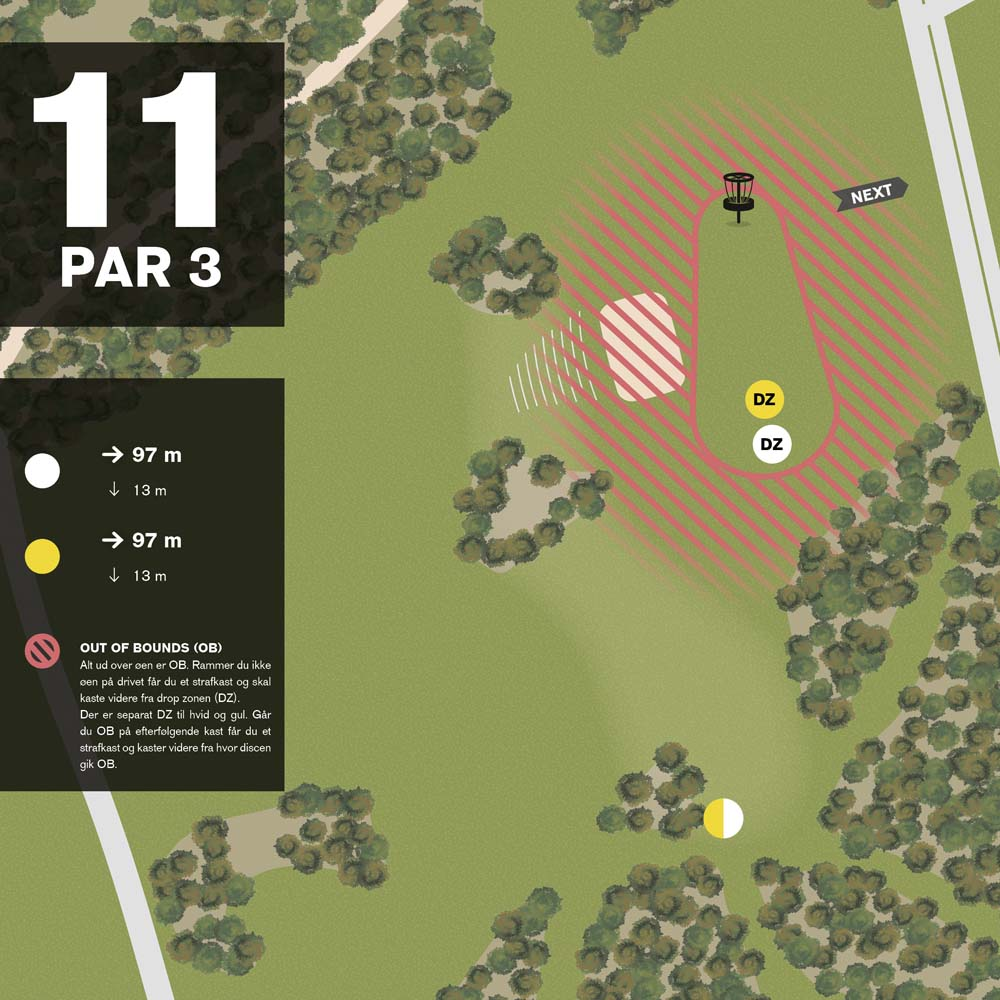 11
PAR 3
NEXT
DZ
DZ
→ 97 m
↓ 13 m
→ 97 m
↓ 13 m
OUT OF BOUNDS (OB)
Alt ud over øen er OB. Rammer du ikke
øen på drivet får du et strafkast og skal
kaste videre fra drop zonen (DZ).
Der er separat DZ til hvid og gul. Går
du OB på efterfølgende kast får du et
strafkast og kaster videre fra hvor discen
gik OB.